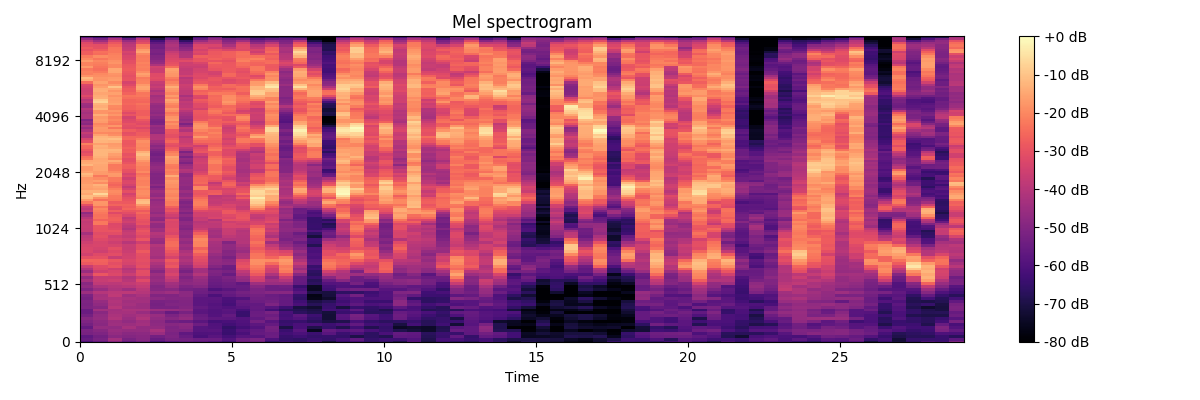 Mel spectrogram
Hz
8192
4096
2048
1024
512
0
0 5 10 15 20 25
Time
+0 dB
-10 dB
-20 dB
-30 dB
-40 dB
-50 dB
-60 dB
-70 dB
-80 dB